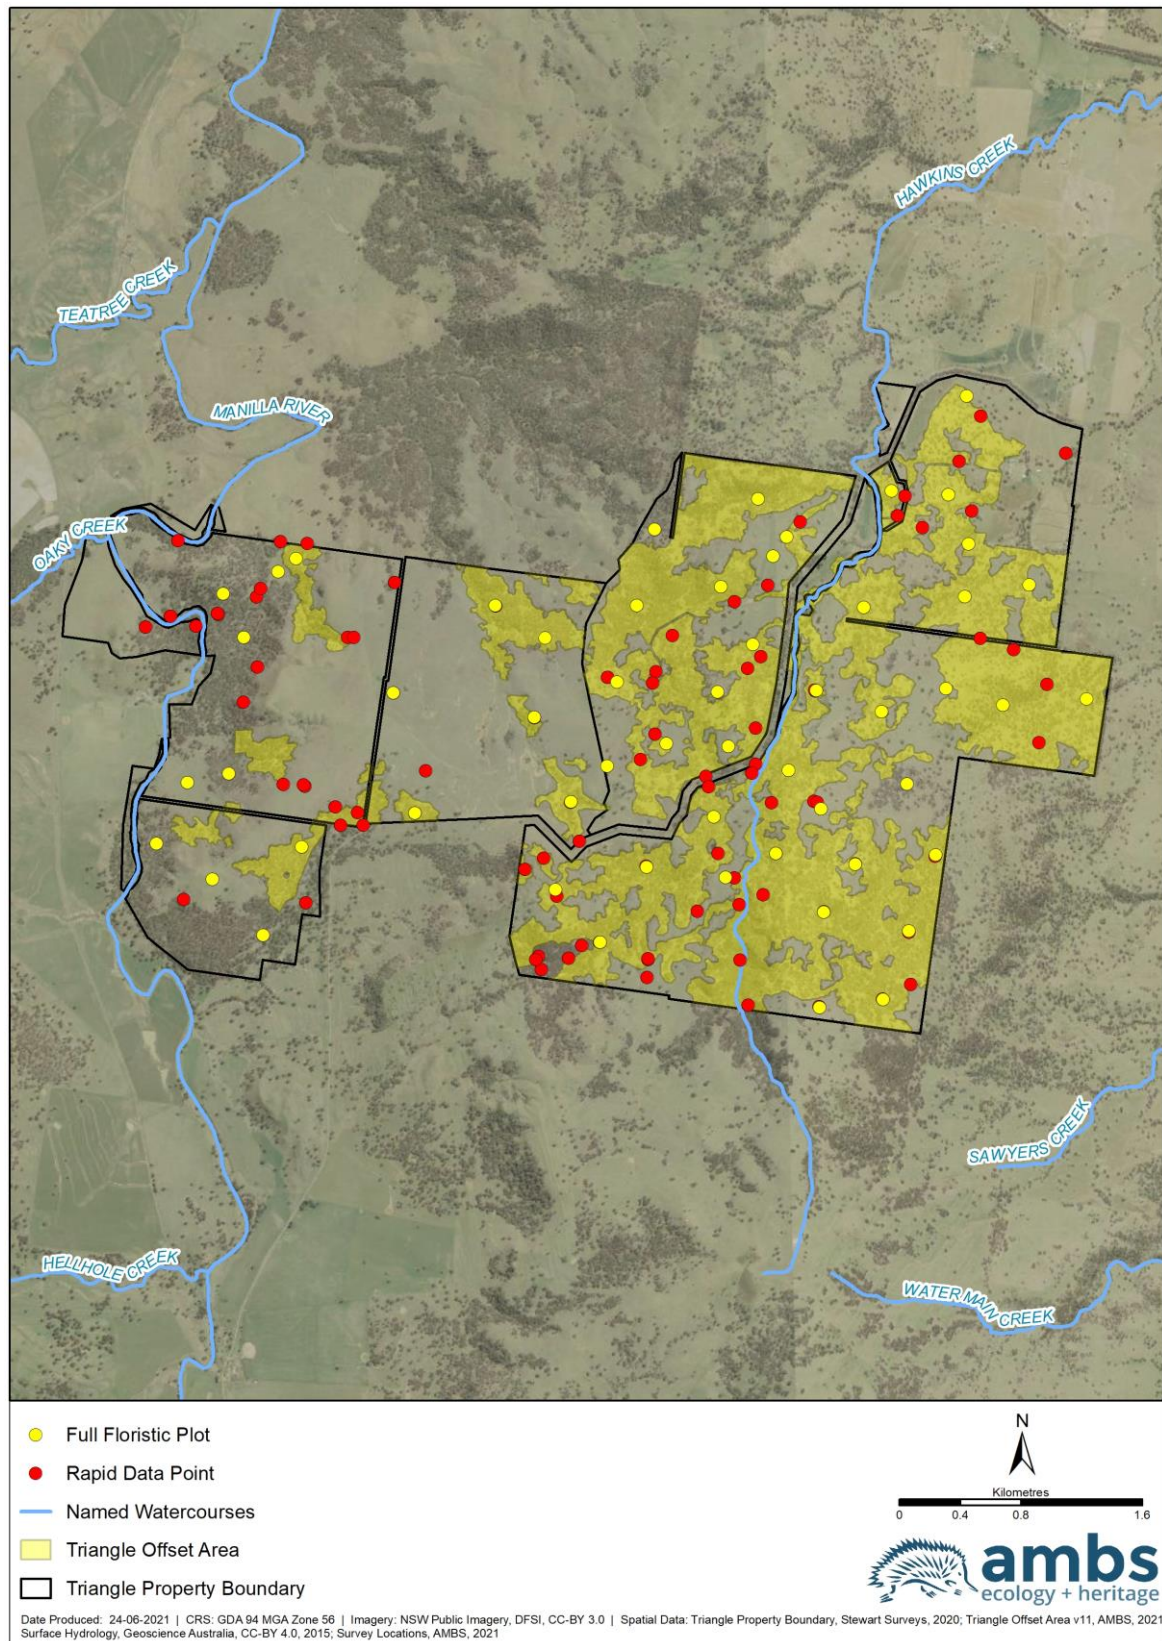 HAWKINS CREEK
TEATREE CREEK
MANILLA RIVER
OAKY CREEK
SAWYERS CREEK
HELLHOLE CREEK
WATER MAIN CREEK
Full Floristic Plot
Rapid Data Point
Named Watercourses
Triangle Offset Area
Triangle Property Boundary
N
Kilometres
0 0.4 0.8 1.6
ambs
ecology + heritage
Date Produced: 24-06-2021 | CRS: GDA 94 MGA Zone 56 | Imagery: NSW Public Imagery, DFSI, CC-BY 3.0 | Spatial Data: Triangle Property Boundary, Stewart Surveys, 2020; Triangle Offset Area v11, AMBS, 2021
Surface Hydrology, Geoscience Australia, CC-BY 4.0, 2015; Survey Locations, AMBS, 2021